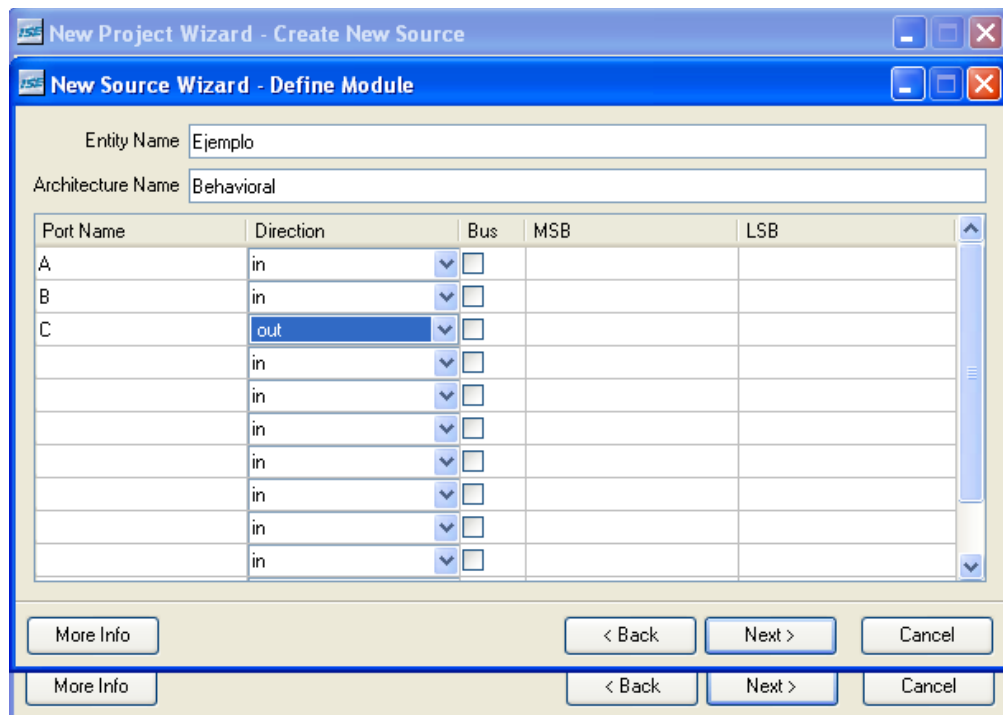 ISE New Project Wizard - Create New Source
ISE New Source Wizard - Define Module
Entity Name Ejemplo
Architecture Name Behavioral
Port Name Direction Bus MSB LSB
A in
B in
C out
in
in
in
in
in
in
in
More Info < Back Next > Cancel
More Info < Back Next > Cancel